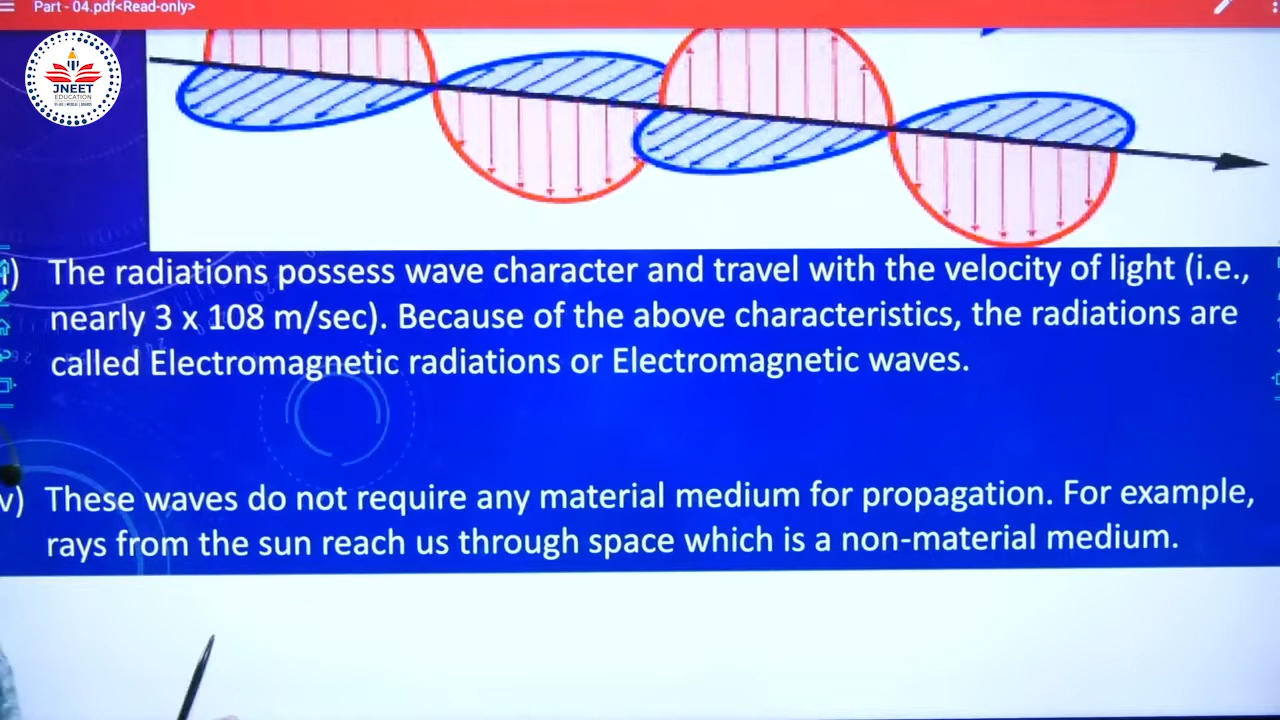 Part - 04.pdf<Read-only>
JNEET
EDUCATION
i) The radiations possess wave character and travel with the velocity of light (i.e.,
nearly 3 x 108 m/sec). Because of the above characteristics, the radiations are
called Electromagnetic radiations or Electromagnetic waves.
v) These waves do not require any material medium for propagation. For example,
rays from the sun reach us through space which is a non-material medium.